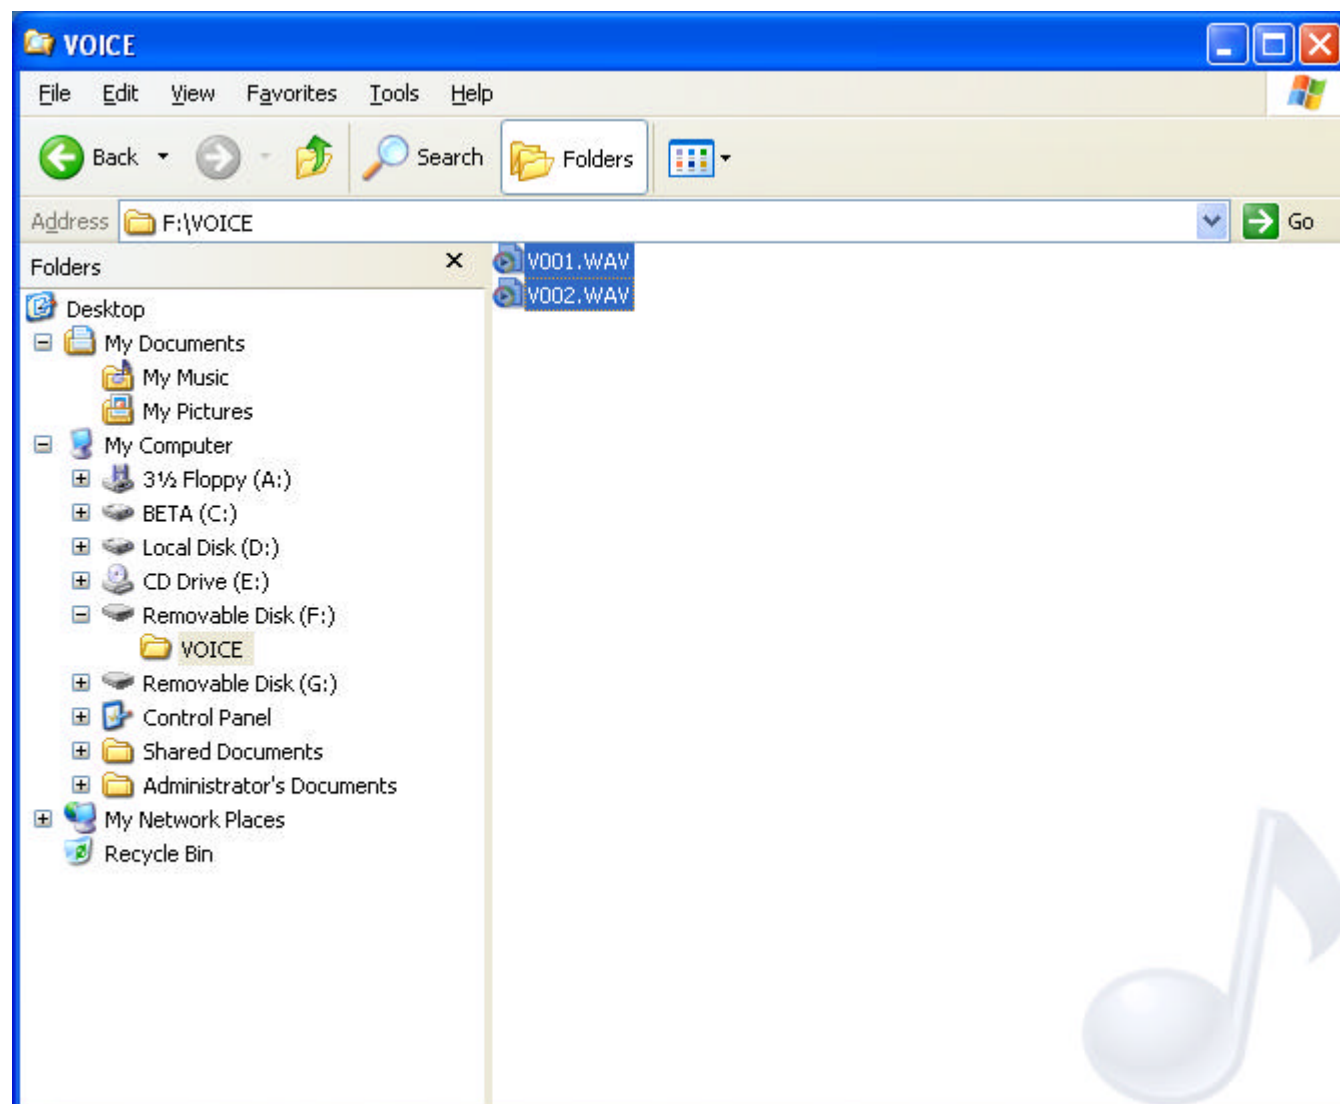 VOICE
File Edit View Favorites Tools Help
Back Search Folders
Address F:\VOICE Go
Folders
V001.WAV
V002.WAV
Desktop
My Documents
My Music
My Pictures
My Computer
3½ Floppy (A:)
BETA (C:)
Local Disk (D:)
CD Drive (E:)
Removable Disk (F:)
VOICE
Removable Disk (G:)
Control Panel
Shared Documents
Administrator's Documents
My Network Places
Recycle Bin